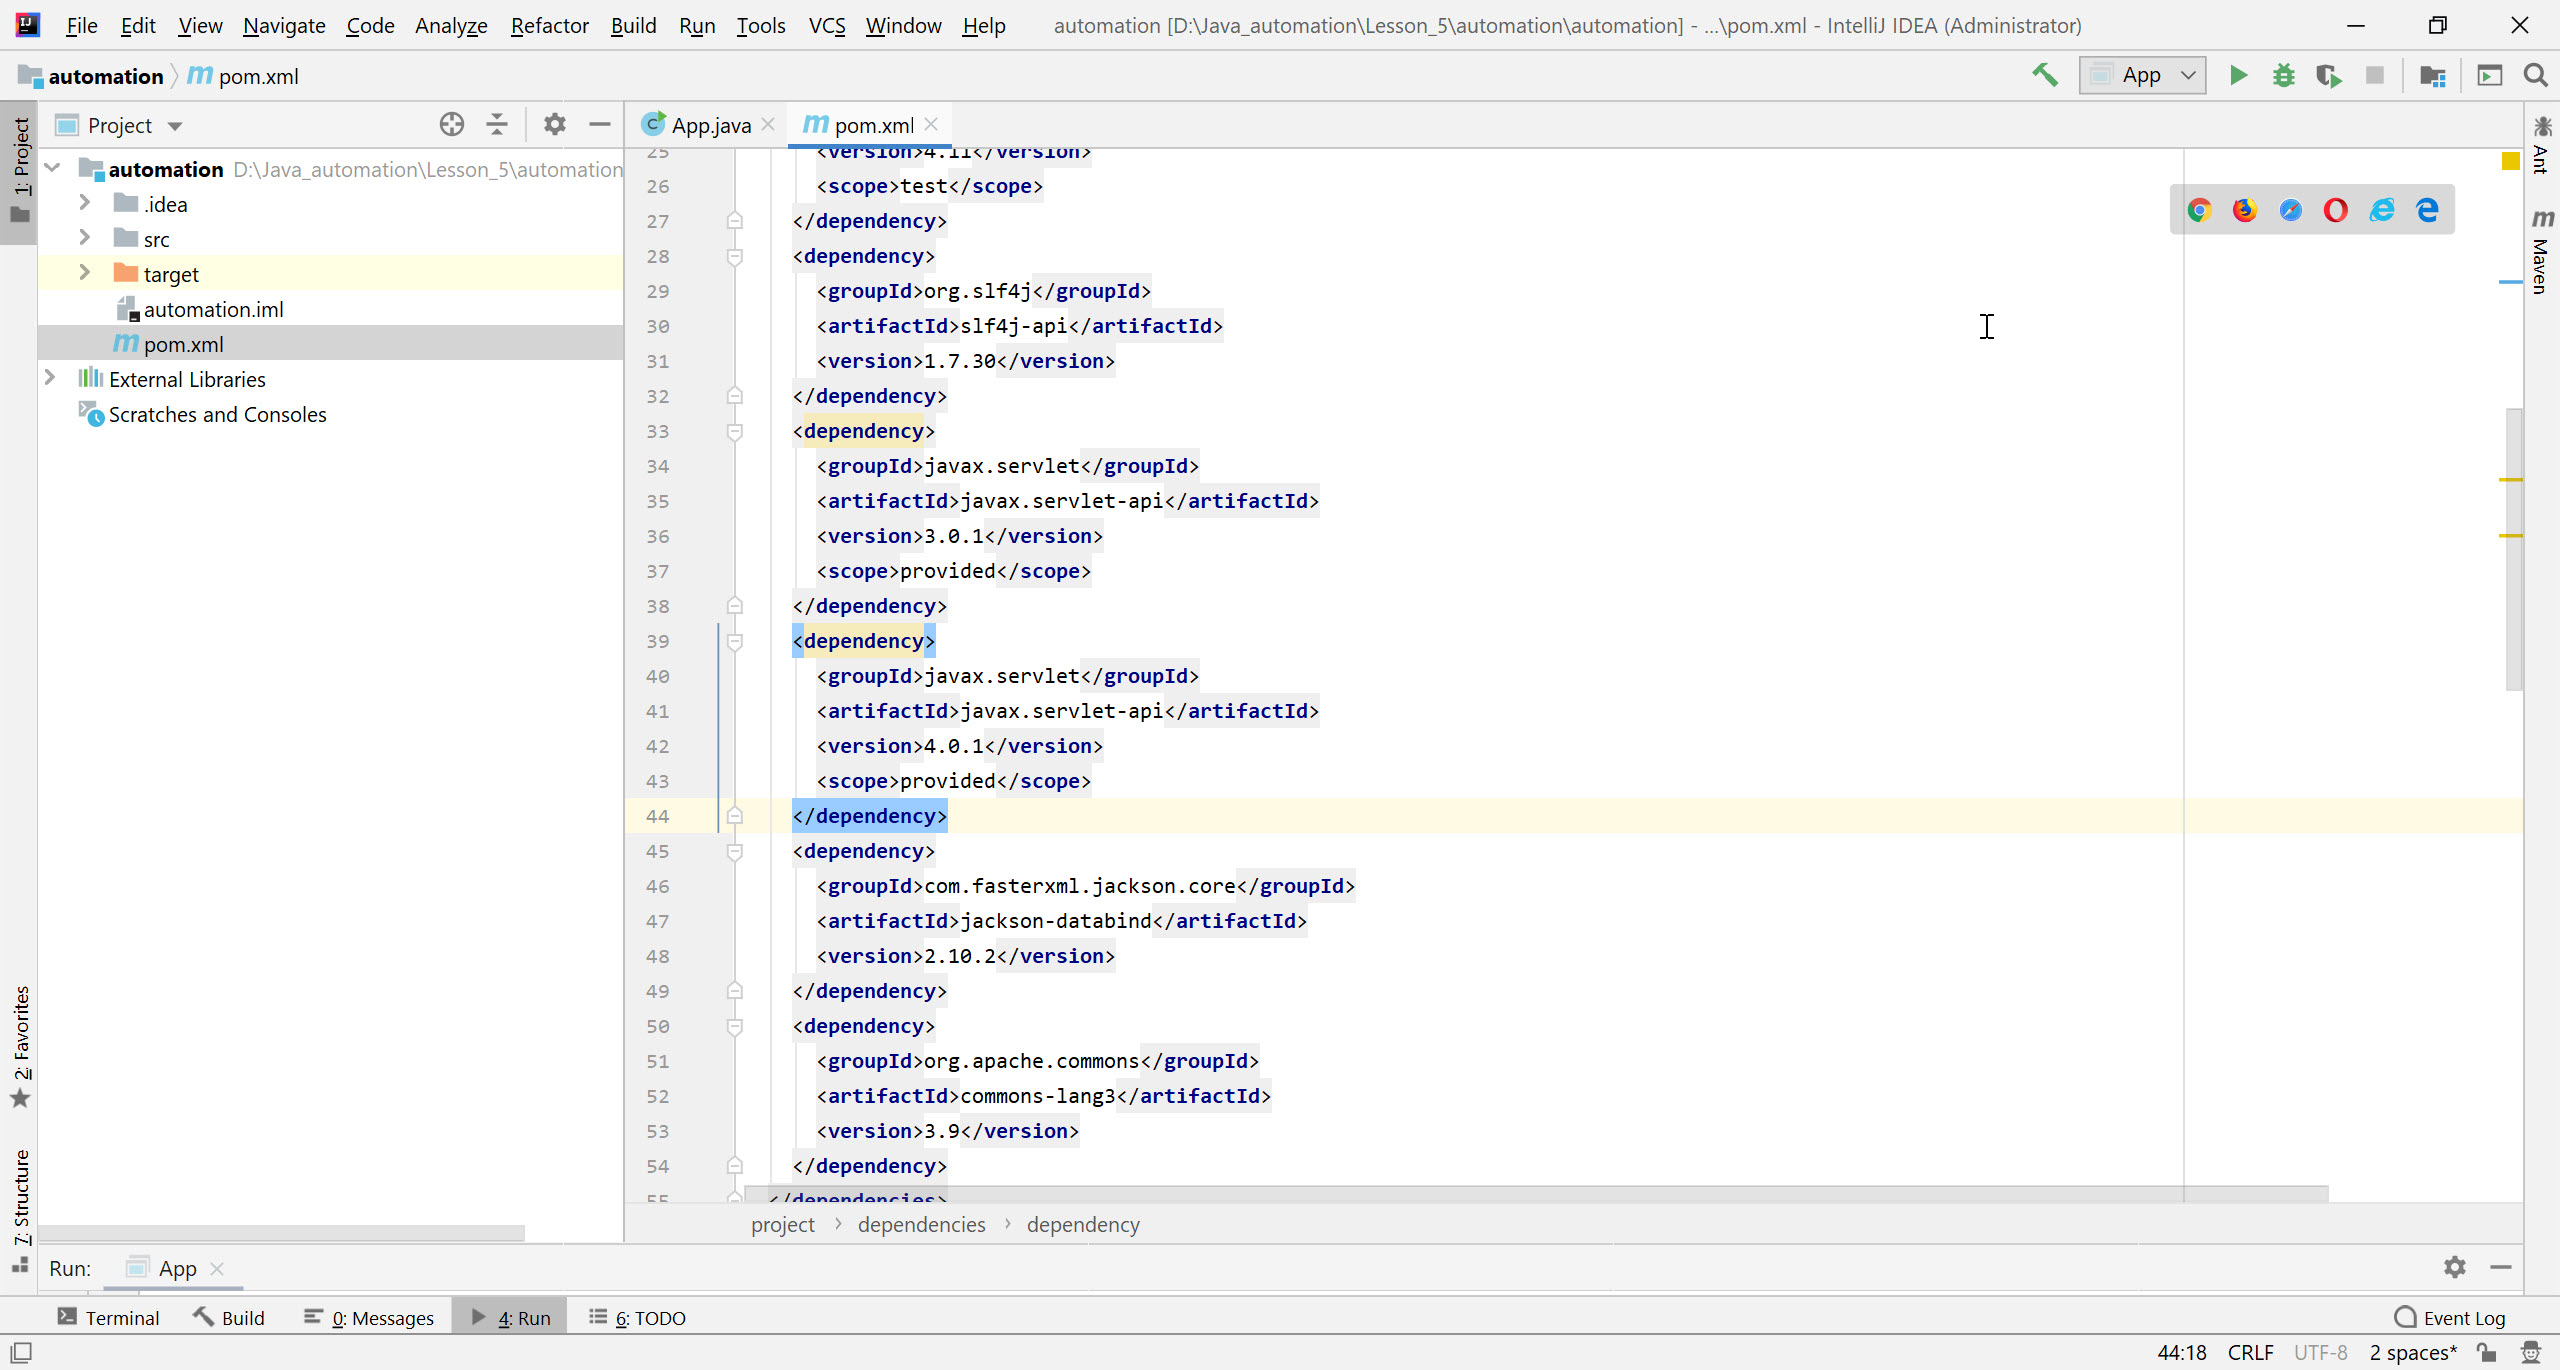 File Edit View Navigate Code Analyze Refactor Build Run Tools VCS Window Help automation [D:\Java_automation\Lesson_5\automation\automation] - ...\pom.xml - IntelliJ IDEA (Administrator)
automation m pom.xml App
Project App.java m pom.xml
automation D:\Java_automation\Lesson_5\automation
.idea
src
target
automation.iml
m pom.xml
External Libraries
Scratches and Consoles
1: Project
2: Favorites
7: Structure
25 <version>4.11</version>
26 <scope>test</scope>
27 </dependency>
28 <dependency>
29 <groupId>org.slf4j</groupId>
30 <artifactId>slf4j-api</artifactId>
31 <version>1.7.30</version>
32 </dependency>
33 <dependency>
34 <groupId>javax.servlet</groupId>
35 <artifactId>javax.servlet-api</artifactId>
36 <version>3.0.1</version>
37 <scope>provided</scope>
38 </dependency>
39 <dependency>
40 <groupId>javax.servlet</groupId>
41 <artifactId>javax.servlet-api</artifactId>
42 <version>4.0.1</version>
43 <scope>provided</scope>
44 </dependency>
45 <dependency>
46 <groupId>com.fasterxml.jackson.core</groupId>
47 <artifactId>jackson-databind</artifactId>
48 <version>2.10.2</version>
49 </dependency>
50 <dependency>
51 <groupId>org.apache.commons</groupId>
52 <artifactId>commons-lang3</artifactId>
53 <version>3.9</version>
54 </dependency>
55 </dependencies>
Ant
m Maven
project dependencies dependency
Run: App
Terminal Build 0: Messages 4: Run 6: TODO Event Log
44:18 CRLF UTF-8 2 spaces*